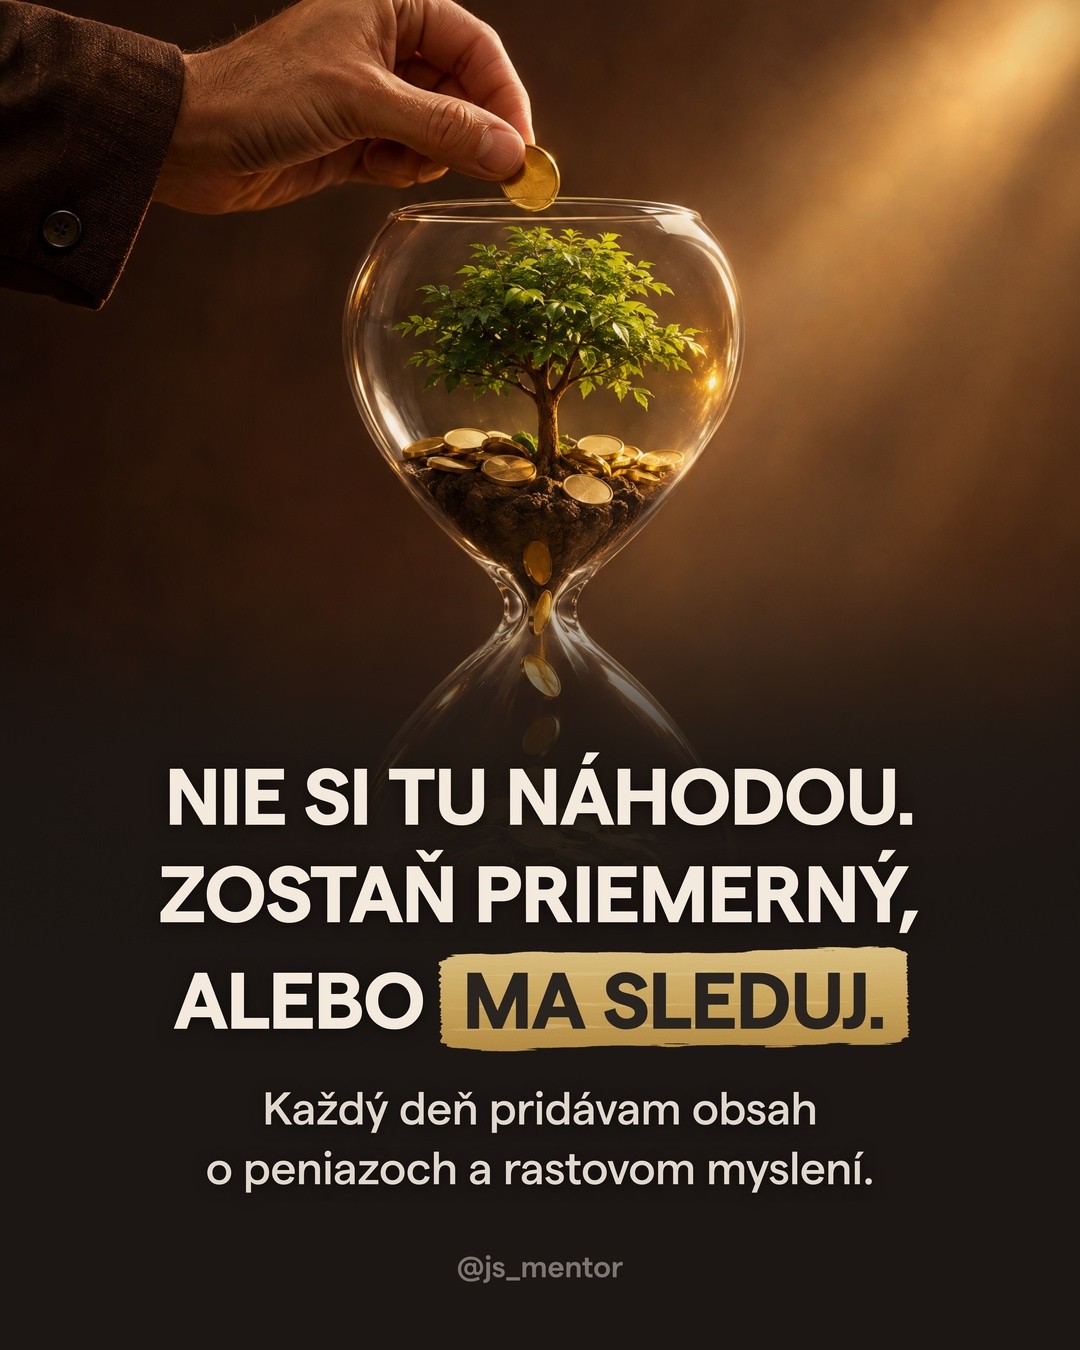 NIE SI TU NÁHODOU.
ZOSTAŇ PRIEMERNÝ,
ALEBO MA SLEDUJ.
Každý deň pridávam obsah
o peniazoch a rastovom myslení.
@js_mentor